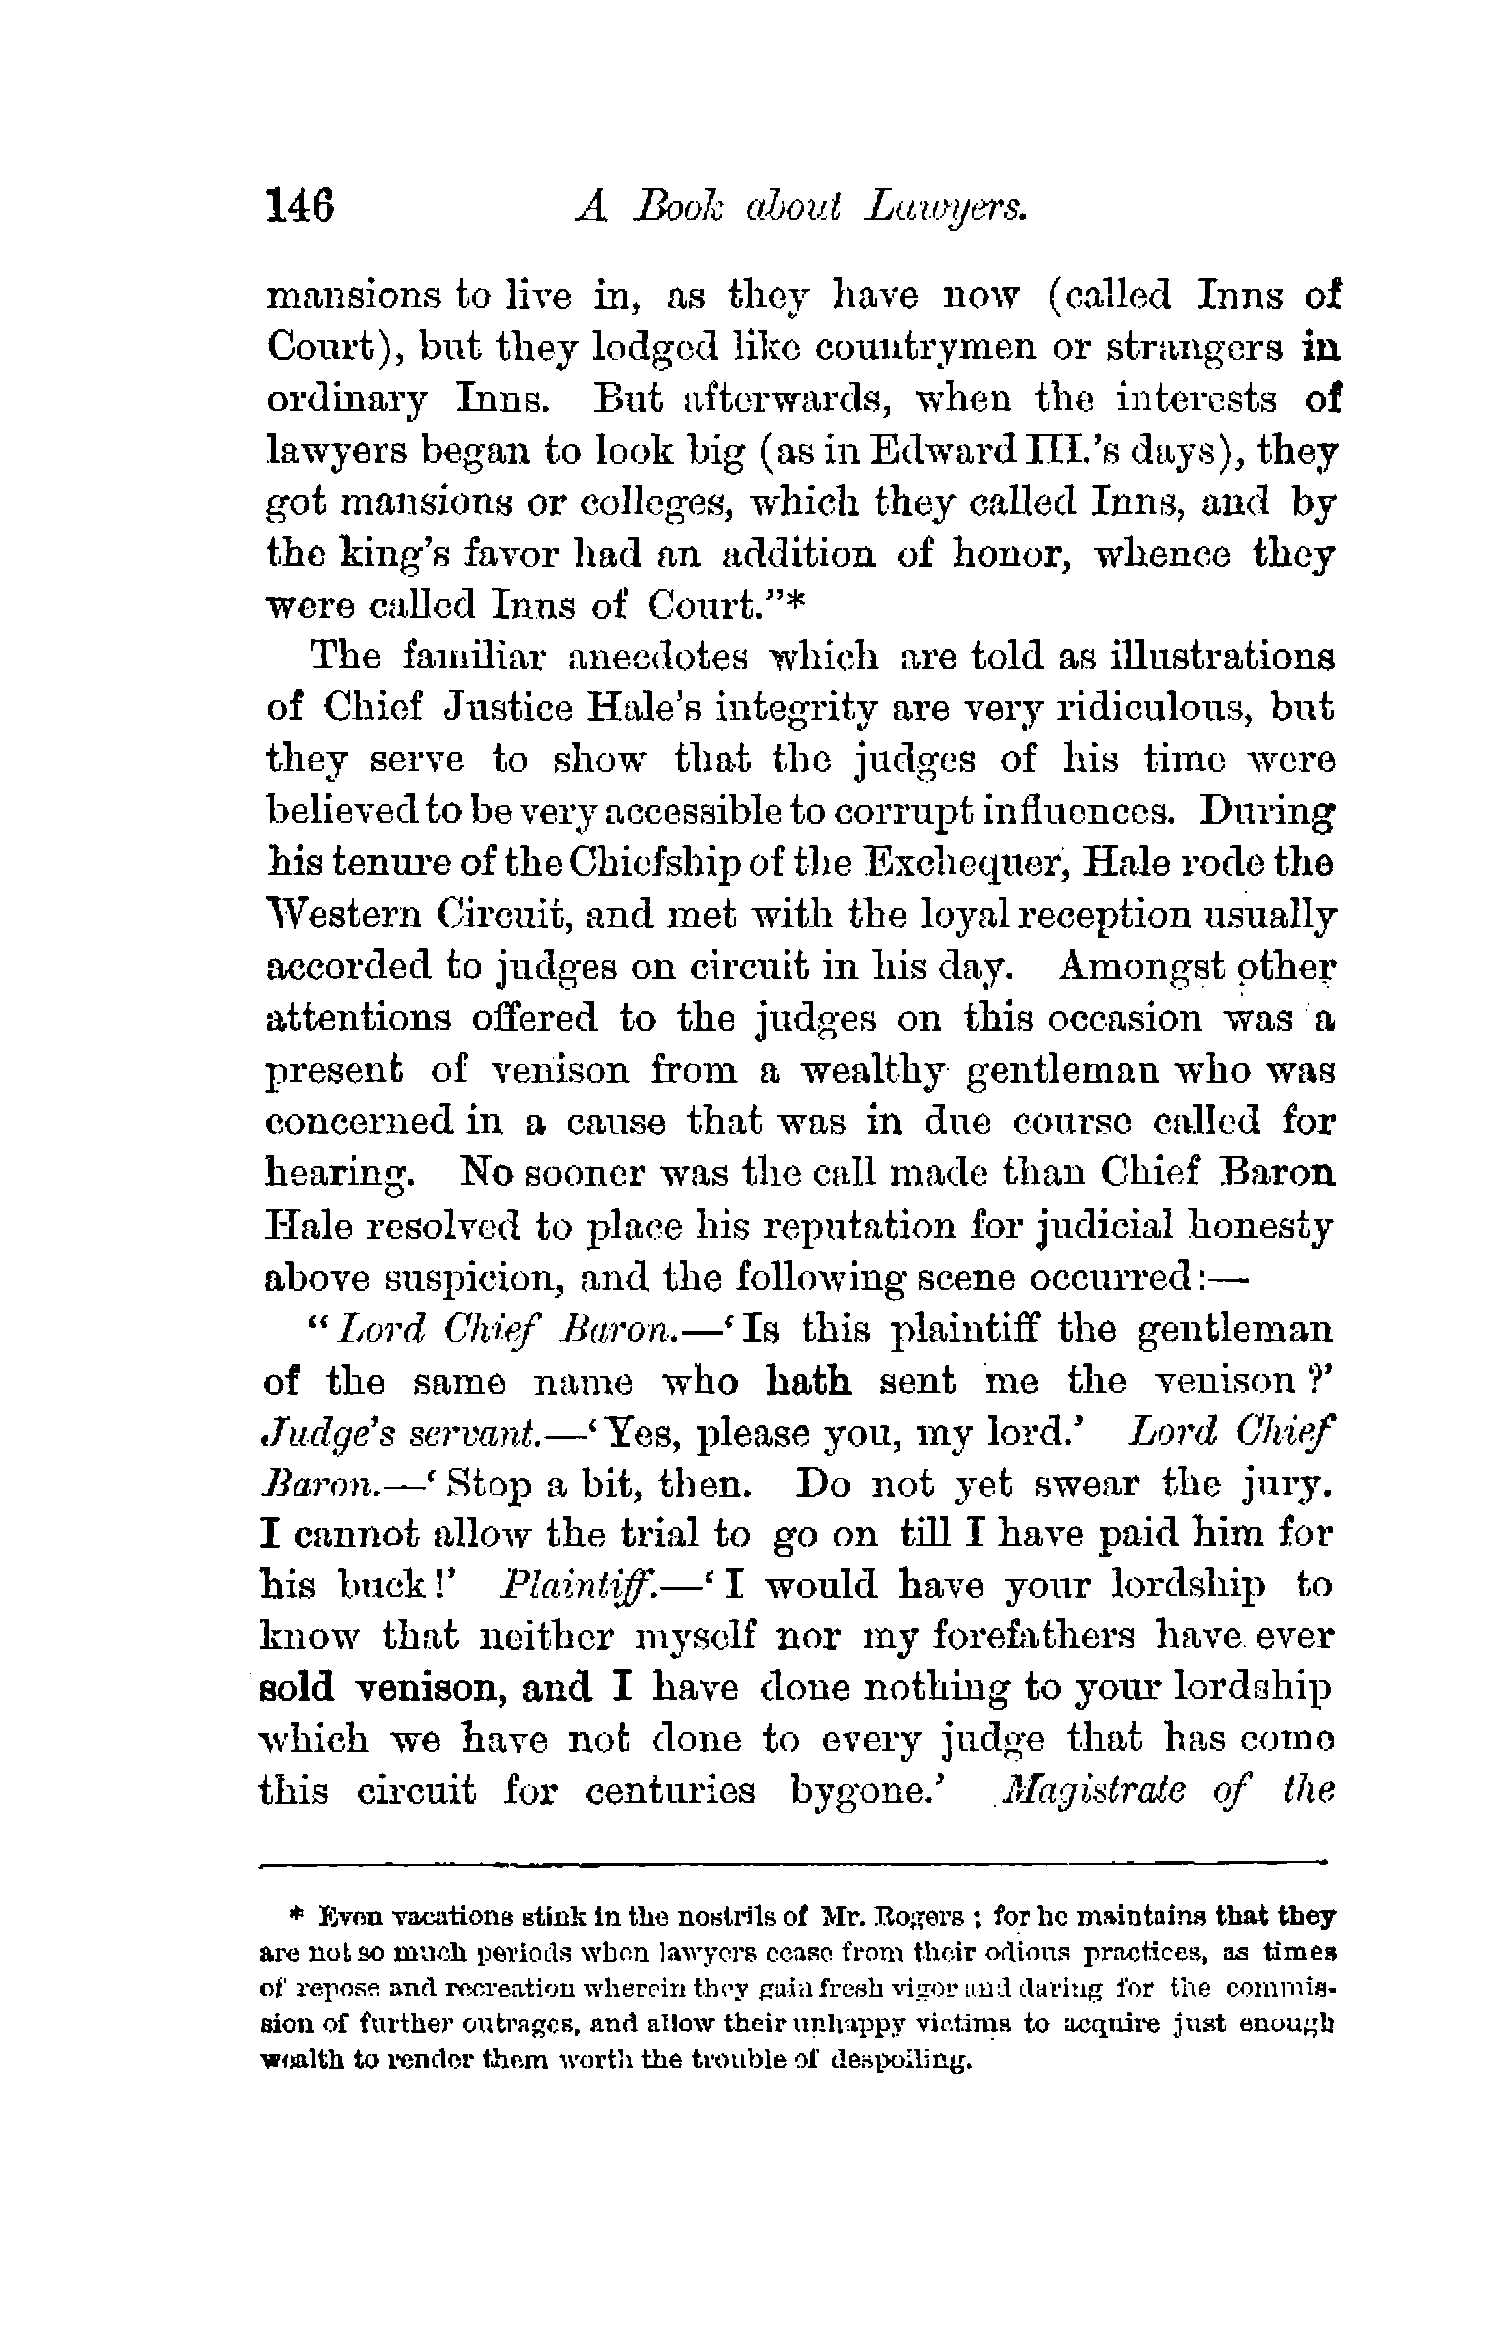 146 A Book about Lawyers.
mansions to live in, as they have now (called Inns of
Court), but they lodged like countrymen or strangers in
ordinary Inns. But afterwards, when the interests of
lawyers began to look big (as in Edward III.'s days), they
got mansions or colleges, which they called Inns, and by
the king's favor had an addition of honor, whence they
were called Inns of Court."*
The familiar anecdotes which are told as illustrations
of Chief Justice Hale's integrity are very ridiculous, but
they serve to show that the judges of his time were
believed to be very accessible to corrupt influences. During
his tenure of the Chiefship of the Exchequer, Hale rode the
Western Circuit, and met with the loyal reception usually
accorded to judges on circuit in his day. Amongst other
attentions offered to the judges on this occasion was a
present of venison from a wealthy gentleman who was
concerned in a cause that was in due course called for
hearing. No sooner was the call made than Chief Baron
Hale resolved to place his reputation for judicial honesty
above suspicion, and the following scene occurred:—
"Lord Chief Baron.—'Is this plaintiff the gentleman
of the same name who hath sent me the venison?'
Judge's servant.—'Yes, please you, my lord.' Lord Chief
Baron.—'Stop a bit, then. Do not yet swear the jury.
I cannot allow the trial to go on till I have paid him for
his buck!' Plaintiff.—'I would have your lordship to
know that neither myself nor my forefathers have ever
sold venison, and I have done nothing to your lordship
which we have not done to every judge that has come
this circuit for centuries bygone.' Magistrate of the
* Even vacations stink in the nostrils of Mr. Rogers; for he maintains that they
are not so much periods when lawyers cease from their odious practices, as times
of repose and recreation wherein they gain fresh vigor and daring for the commis-
sion of further outrages, and allow their unhappy victims to acquire just enough
wealth to render them worth the trouble of despoiling.